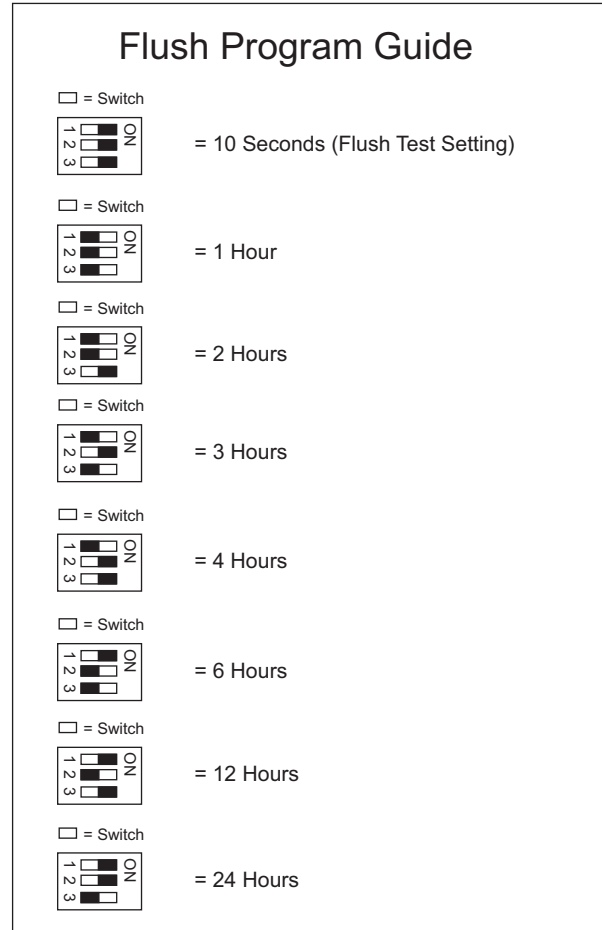 Flush Program Guide
= Switch
1 2 3 ON
= 10 Seconds (Flush Test Setting)
= Switch
1 2 3 ON
= 1 Hour
= Switch
1 2 3 ON
= 2 Hours
= Switch
1 2 3 ON
= 3 Hours
= Switch
1 2 3 ON
= 4 Hours
= Switch
1 2 3 ON
= 6 Hours
= Switch
1 2 3 ON
= 12 Hours
= Switch
1 2 3 ON
= 24 Hours